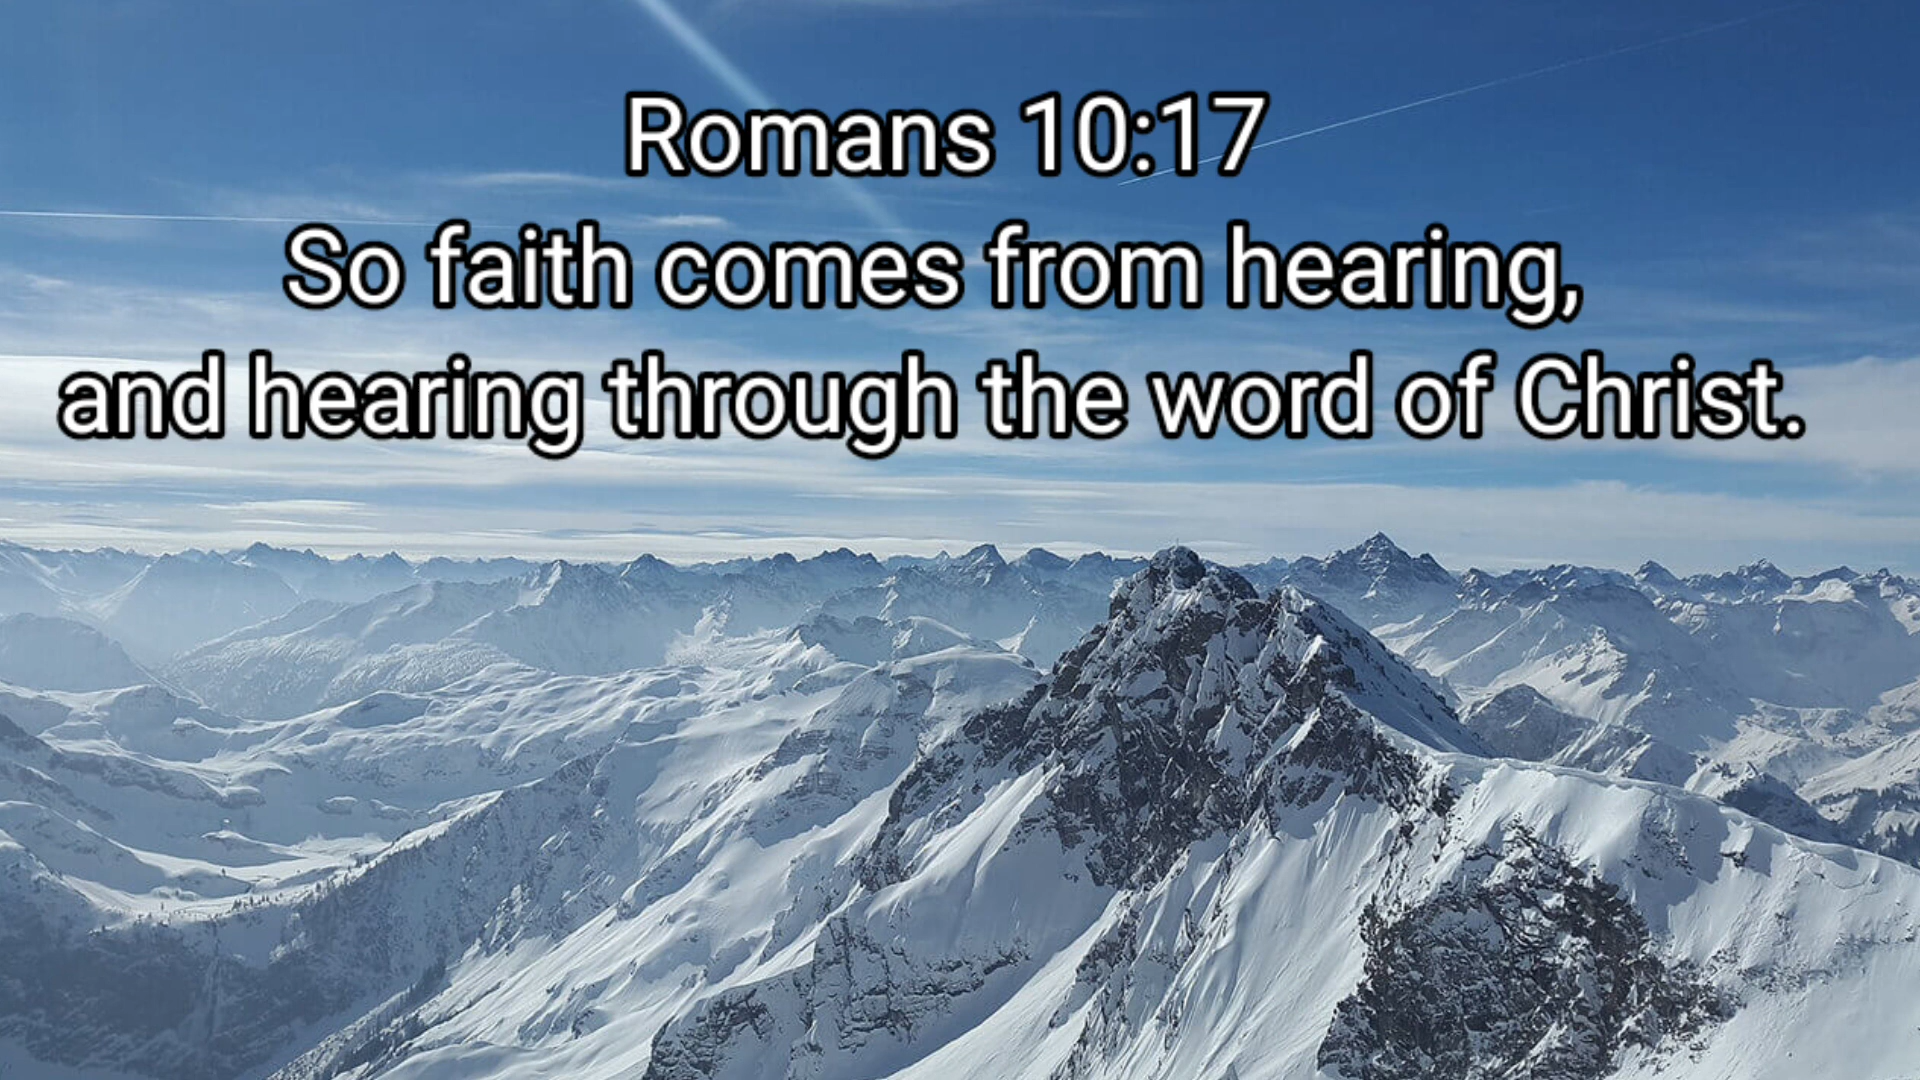 Romans 10:17
So faith comes from hearing,
and hearing through the word of Christ.